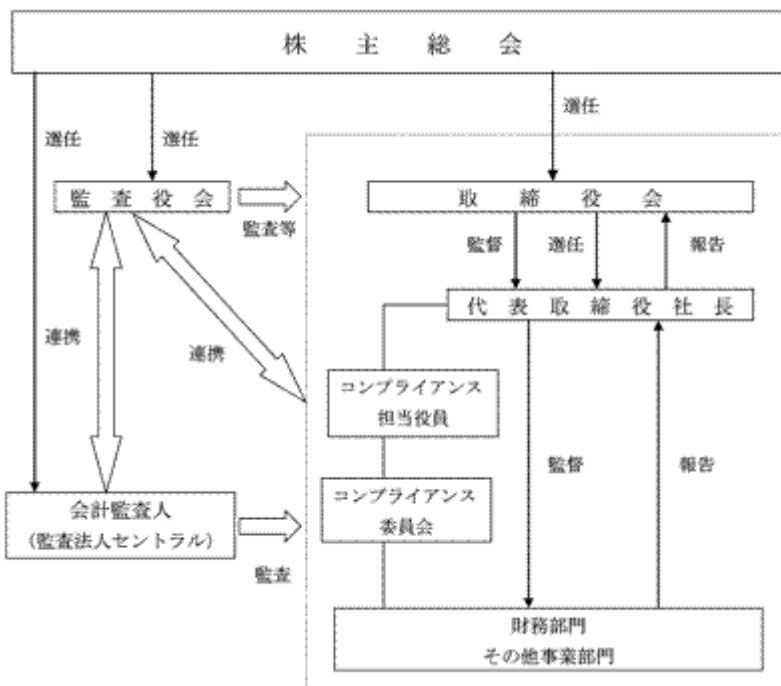 株主総会
選任
選任
選任
監査役会
監査等
取締役会
監督
選任
報告
代表取締役社長
連携
連携
コンプライアンス
担当役員
監督
報告
コンプライアンス
委員会
会計監査人
（監査法人セントラル）
監査
財務部門
その他事業部門